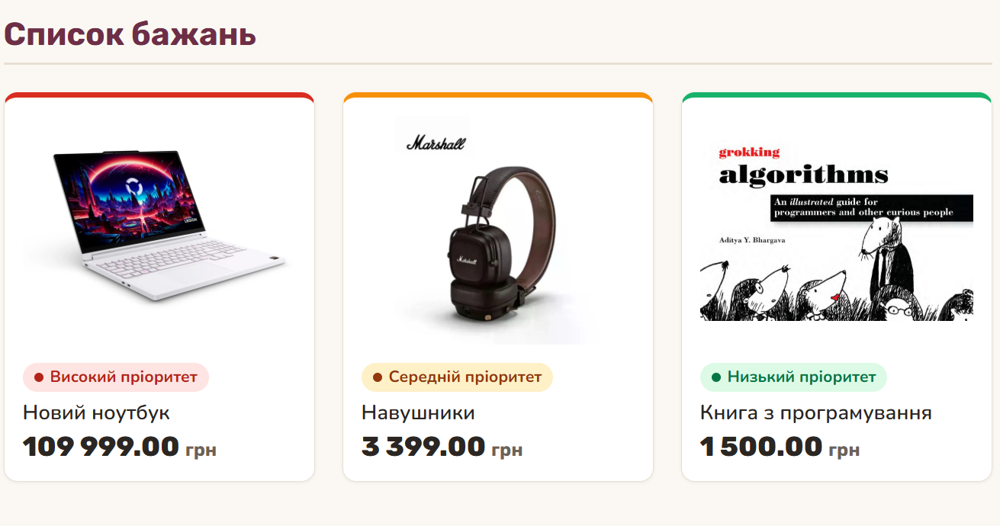 Список бажань
LEGION
Високий пріоритет
Новий ноутбук
109 999.00 грн
Marshall
Marshall
Середній пріоритет
Навушники
3 399.00 грн
grokking
algorithms
An illustrated guide for
programmers and other curious people
Aditya Y. Bhargava
Низький пріоритет
Книга з програмування
1 500.00 грн